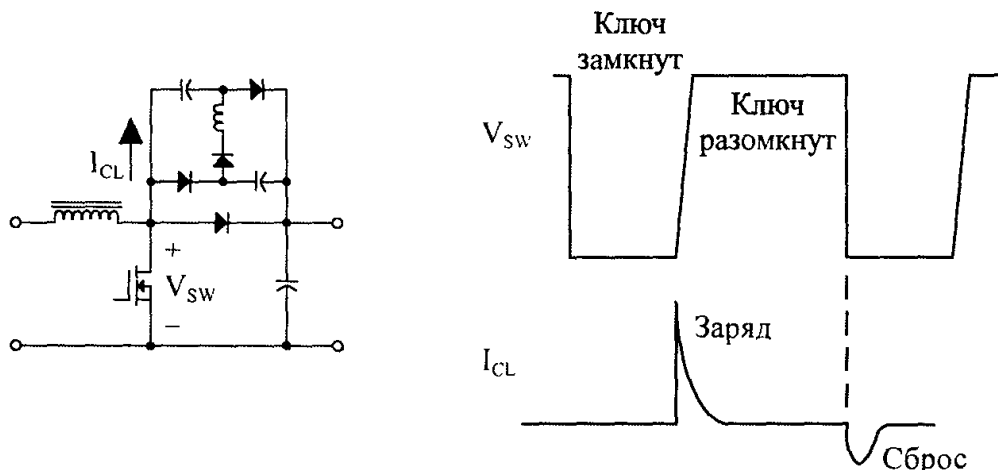 I_CL
+
V_SW
–
Ключ
замкнут
Ключ
разомкнут
V_SW
Заряд
I_CL
Сброс